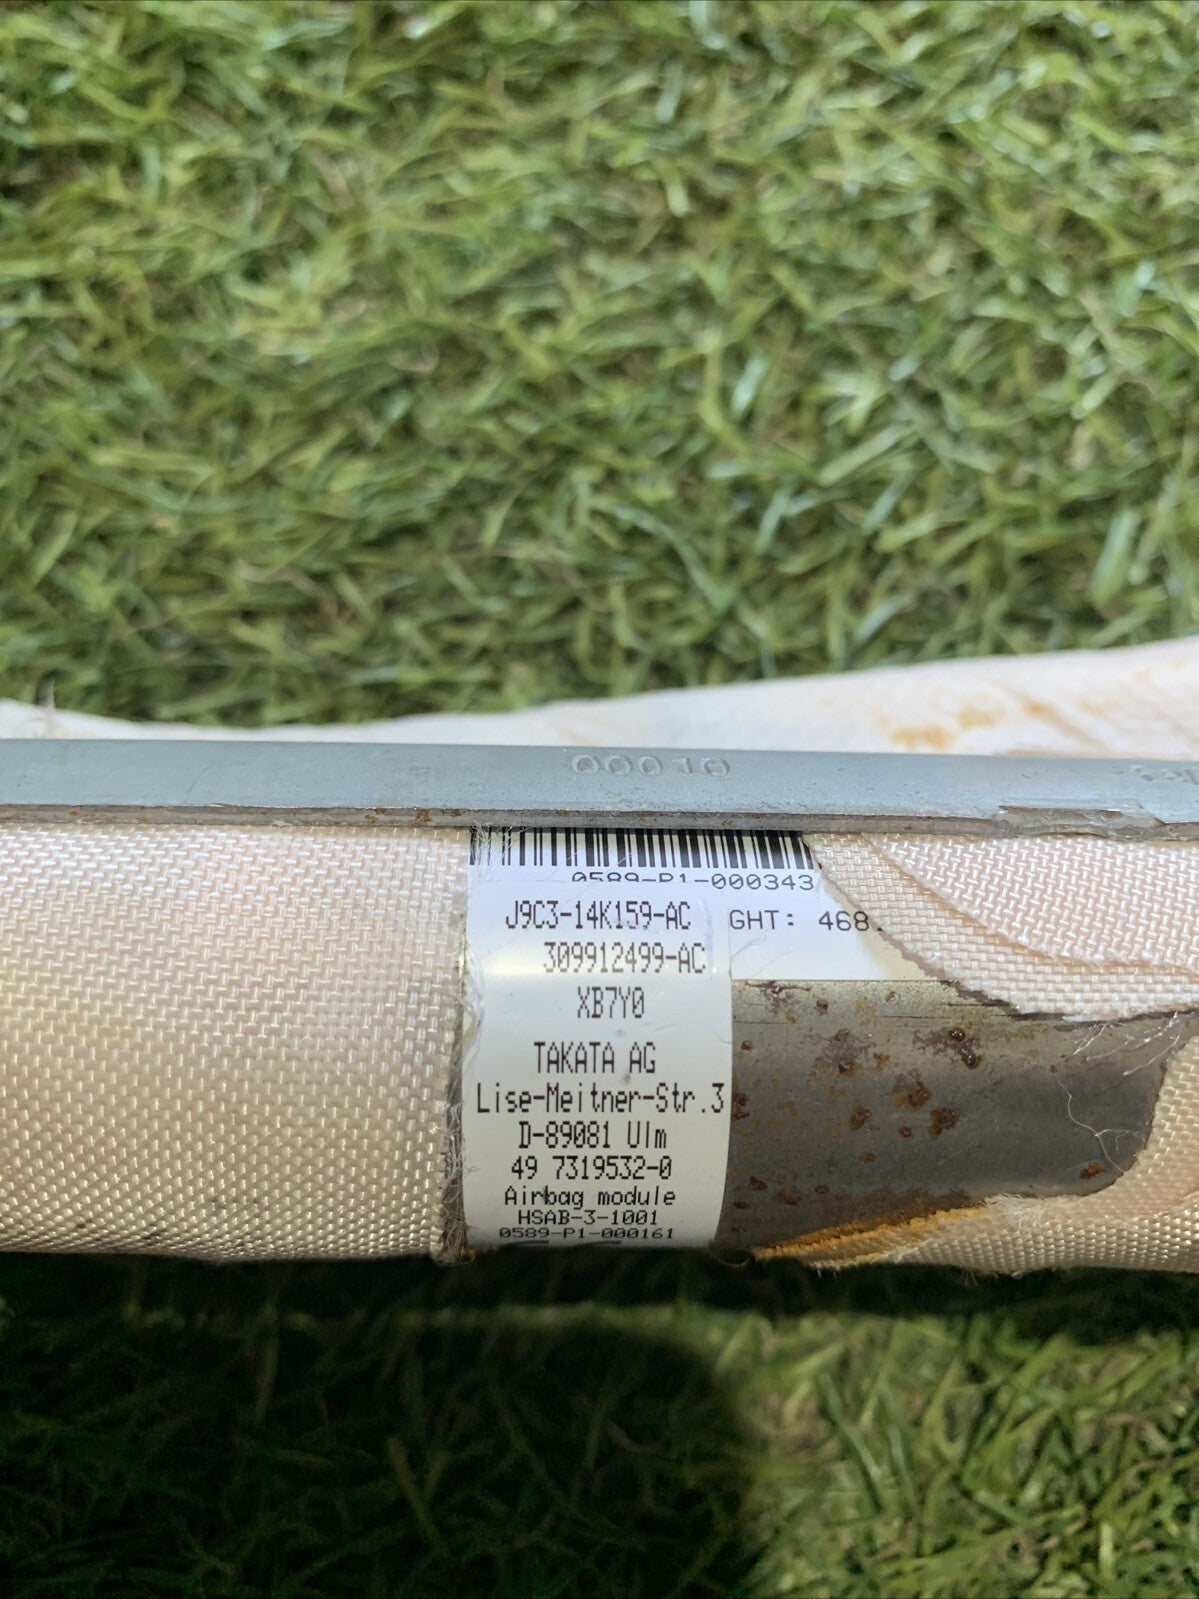 00010
0589-P1-000343
J9C3-14K159-AC GHT: 468.
309912499-AC
XB7Y0
TAKATA AG
Lise-Meitner-Str.3
D-89081 Ulm
49 7319532-0
Airbag module
HSAB-3-1001
0589-P1-000161